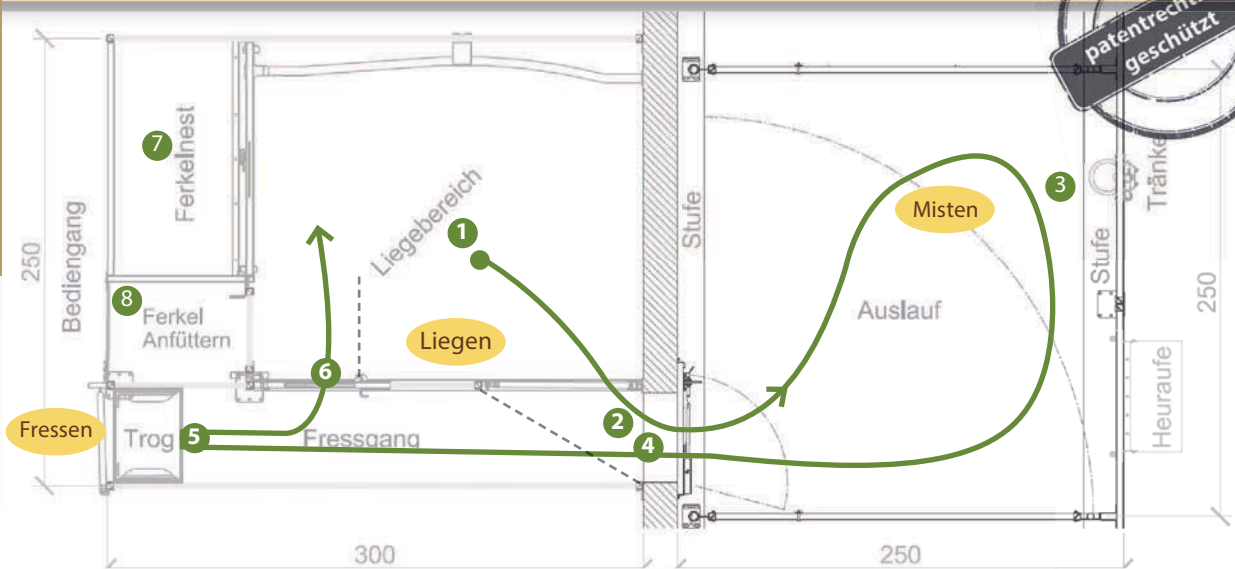 patentrechtlich
geschützt
7
Ferkelnest
Bediengang
250
8
Ferkel
Anfüttern
Liegebereich
1
Liegen
6
Fressen
Trog
5
Fressgang
2
4
Stufe
Misten
3
Tränke
Stufe
Auslauf
250
Heuraufe
300
250